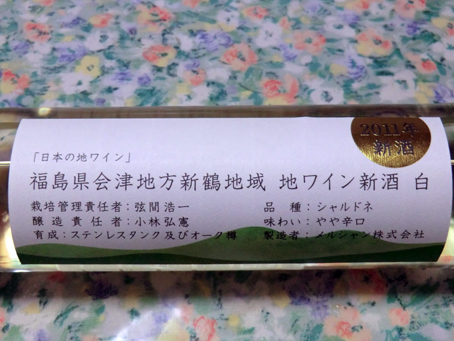 2011年
新酒
「日本の地ワイン」
福島県会津地方新鶴地域 地ワイン新酒 白
栽培管理責任者:弦間浩一 品種:シャルドネ
醸造責任者:小林弘憲 味わい:やや辛口
育成:ステンレスタンク及びオーク樽 製造者:メルシャン株式会社